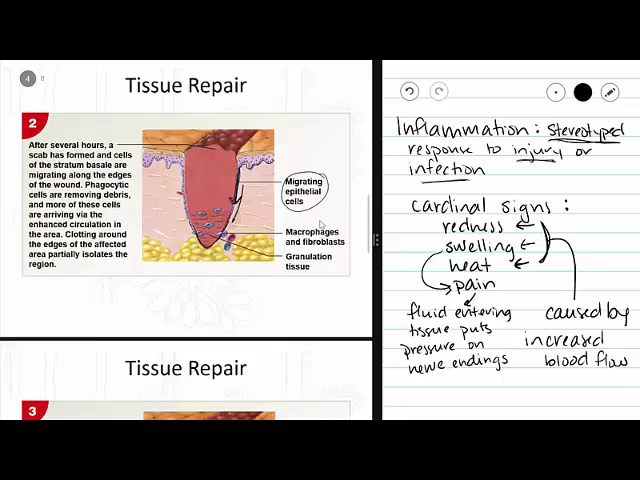 4 8
Tissue Repair
2
After several hours, a
scab has formed and cells
of the stratum basale are
migrating along the edges
of the wound. Phagocytic
cells are removing debris,
and more of these cells
are arriving via the
enhanced circulation in
the area. Clotting around
the edges of the affected
area partially isolates the
region.
Migrating
epithelial
cells
Macrophages
and fibroblasts
Granulation
tissue
Tissue Repair
3
Inflammation: stereotyped
response to injury or
infection
cardinal signs:
redness
swelling
heat
pain
fluid entering
tissue puts
pressure on
nerve endings
caused by
increased
blood flow